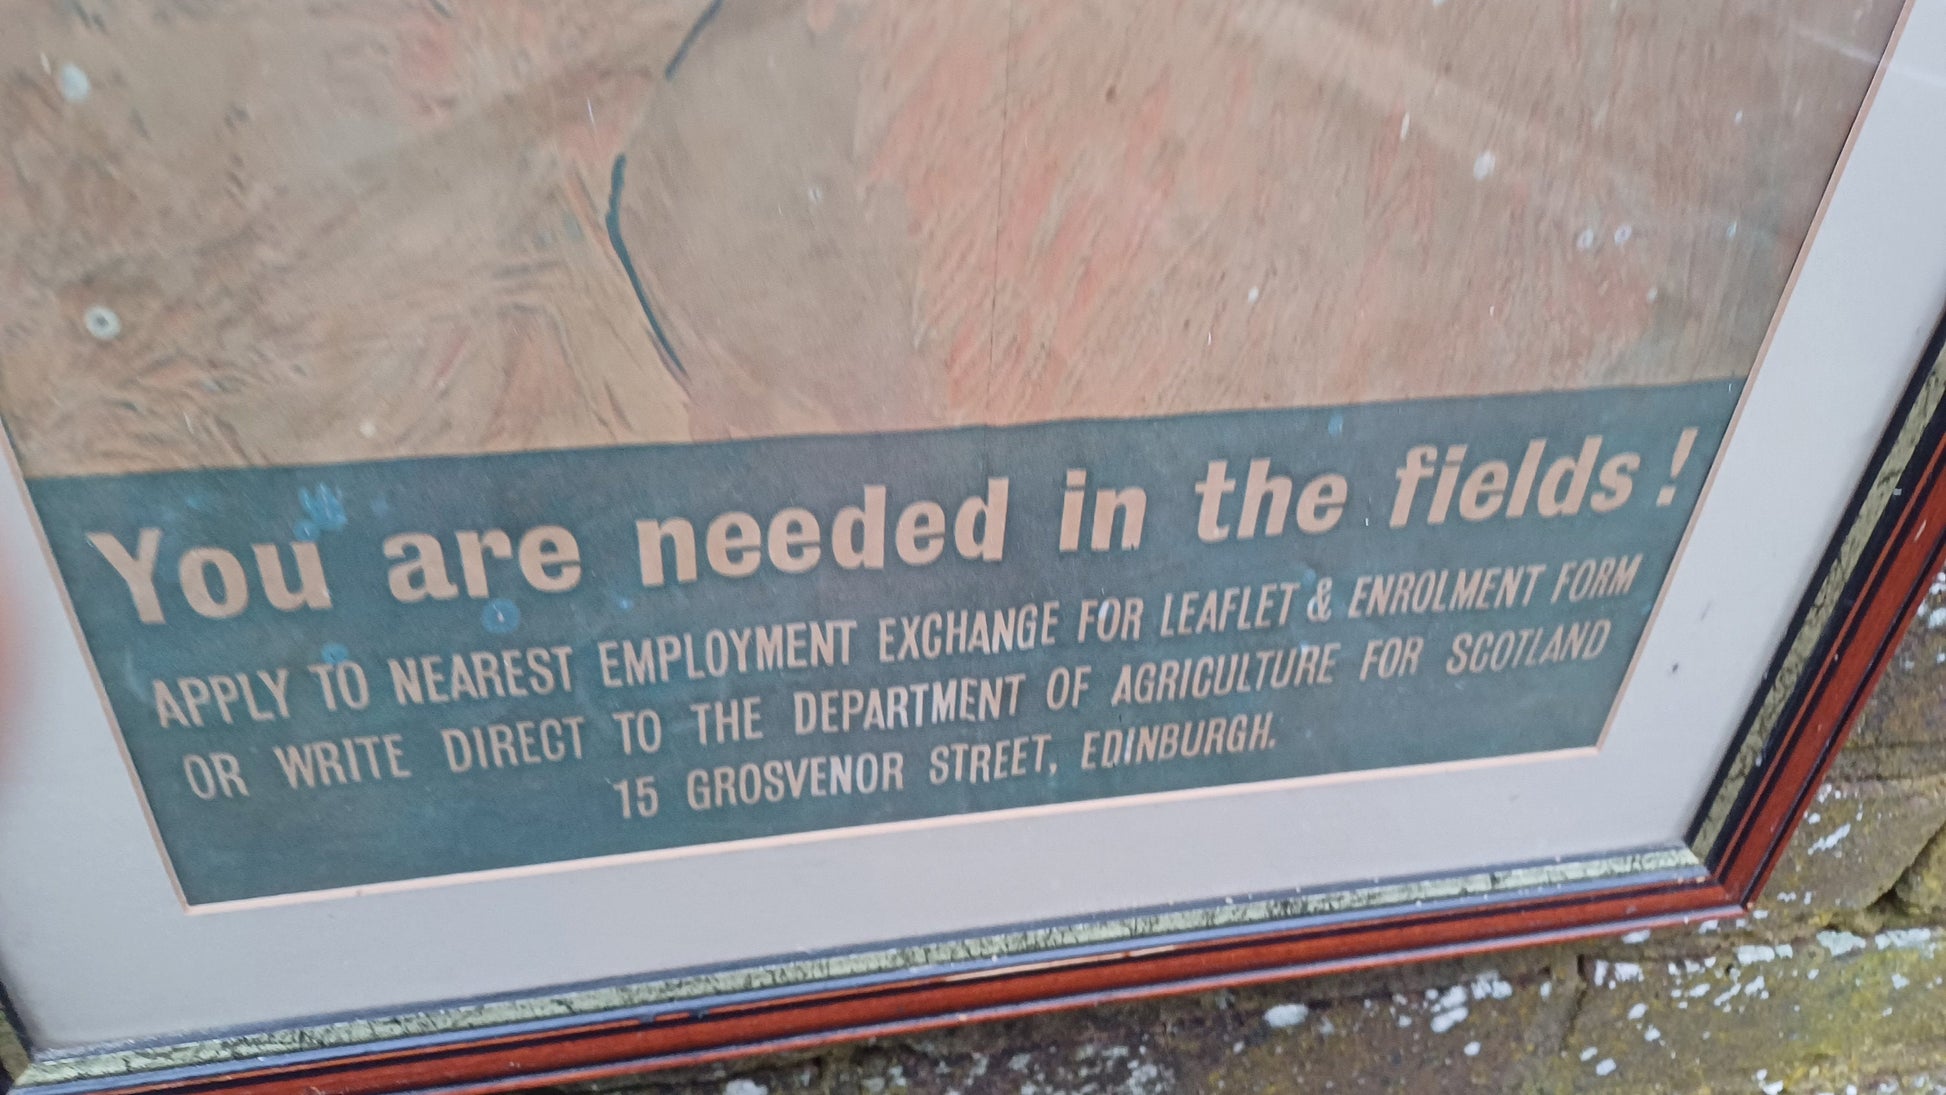 You are needed in the fields!
APPLY TO NEAREST EMPLOYMENT EXCHANGE FOR LEAFLET & ENROLMENT FORM
OR WRITE DIRECT TO THE DEPARTMENT OF AGRICULTURE FOR SCOTLAND
15 GROSVENOR STREET, EDINBURGH.